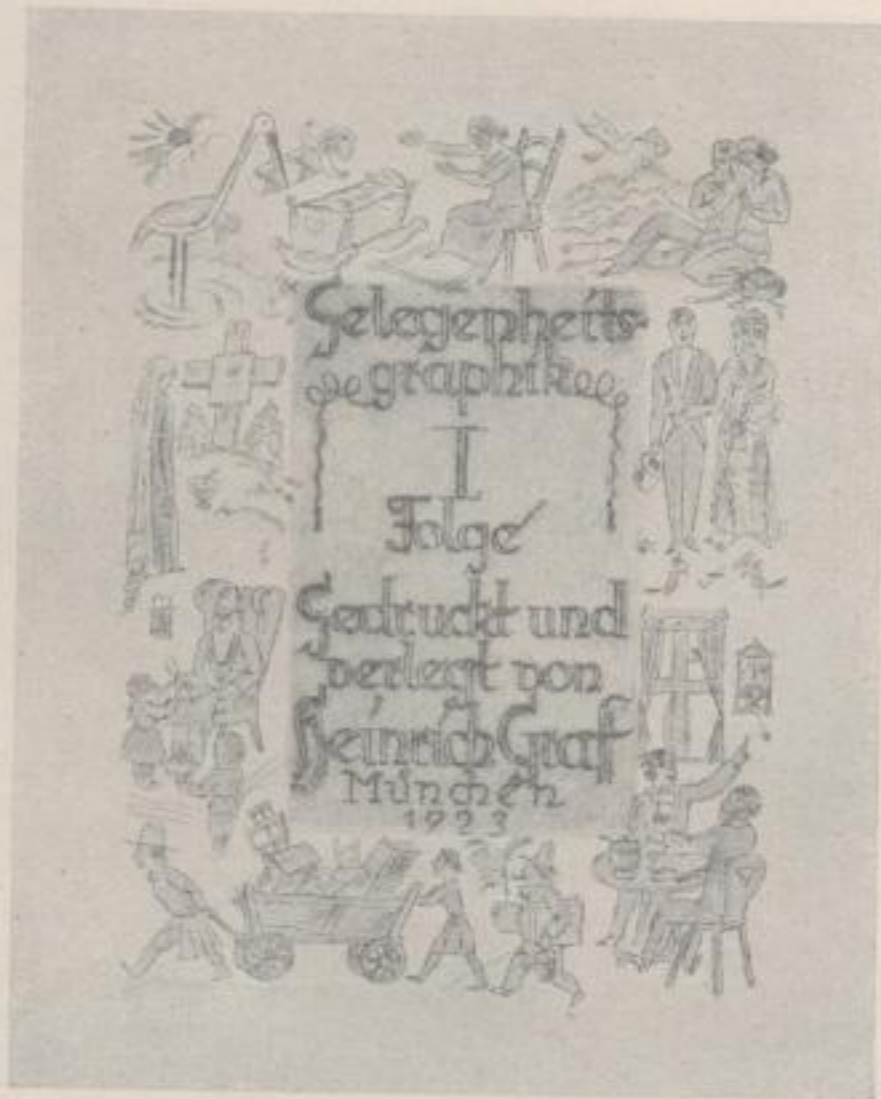 Gelegenheits-
graphik
I
Folge
Gedruckt und
verlegt von
Heinrich Graf
München
1923